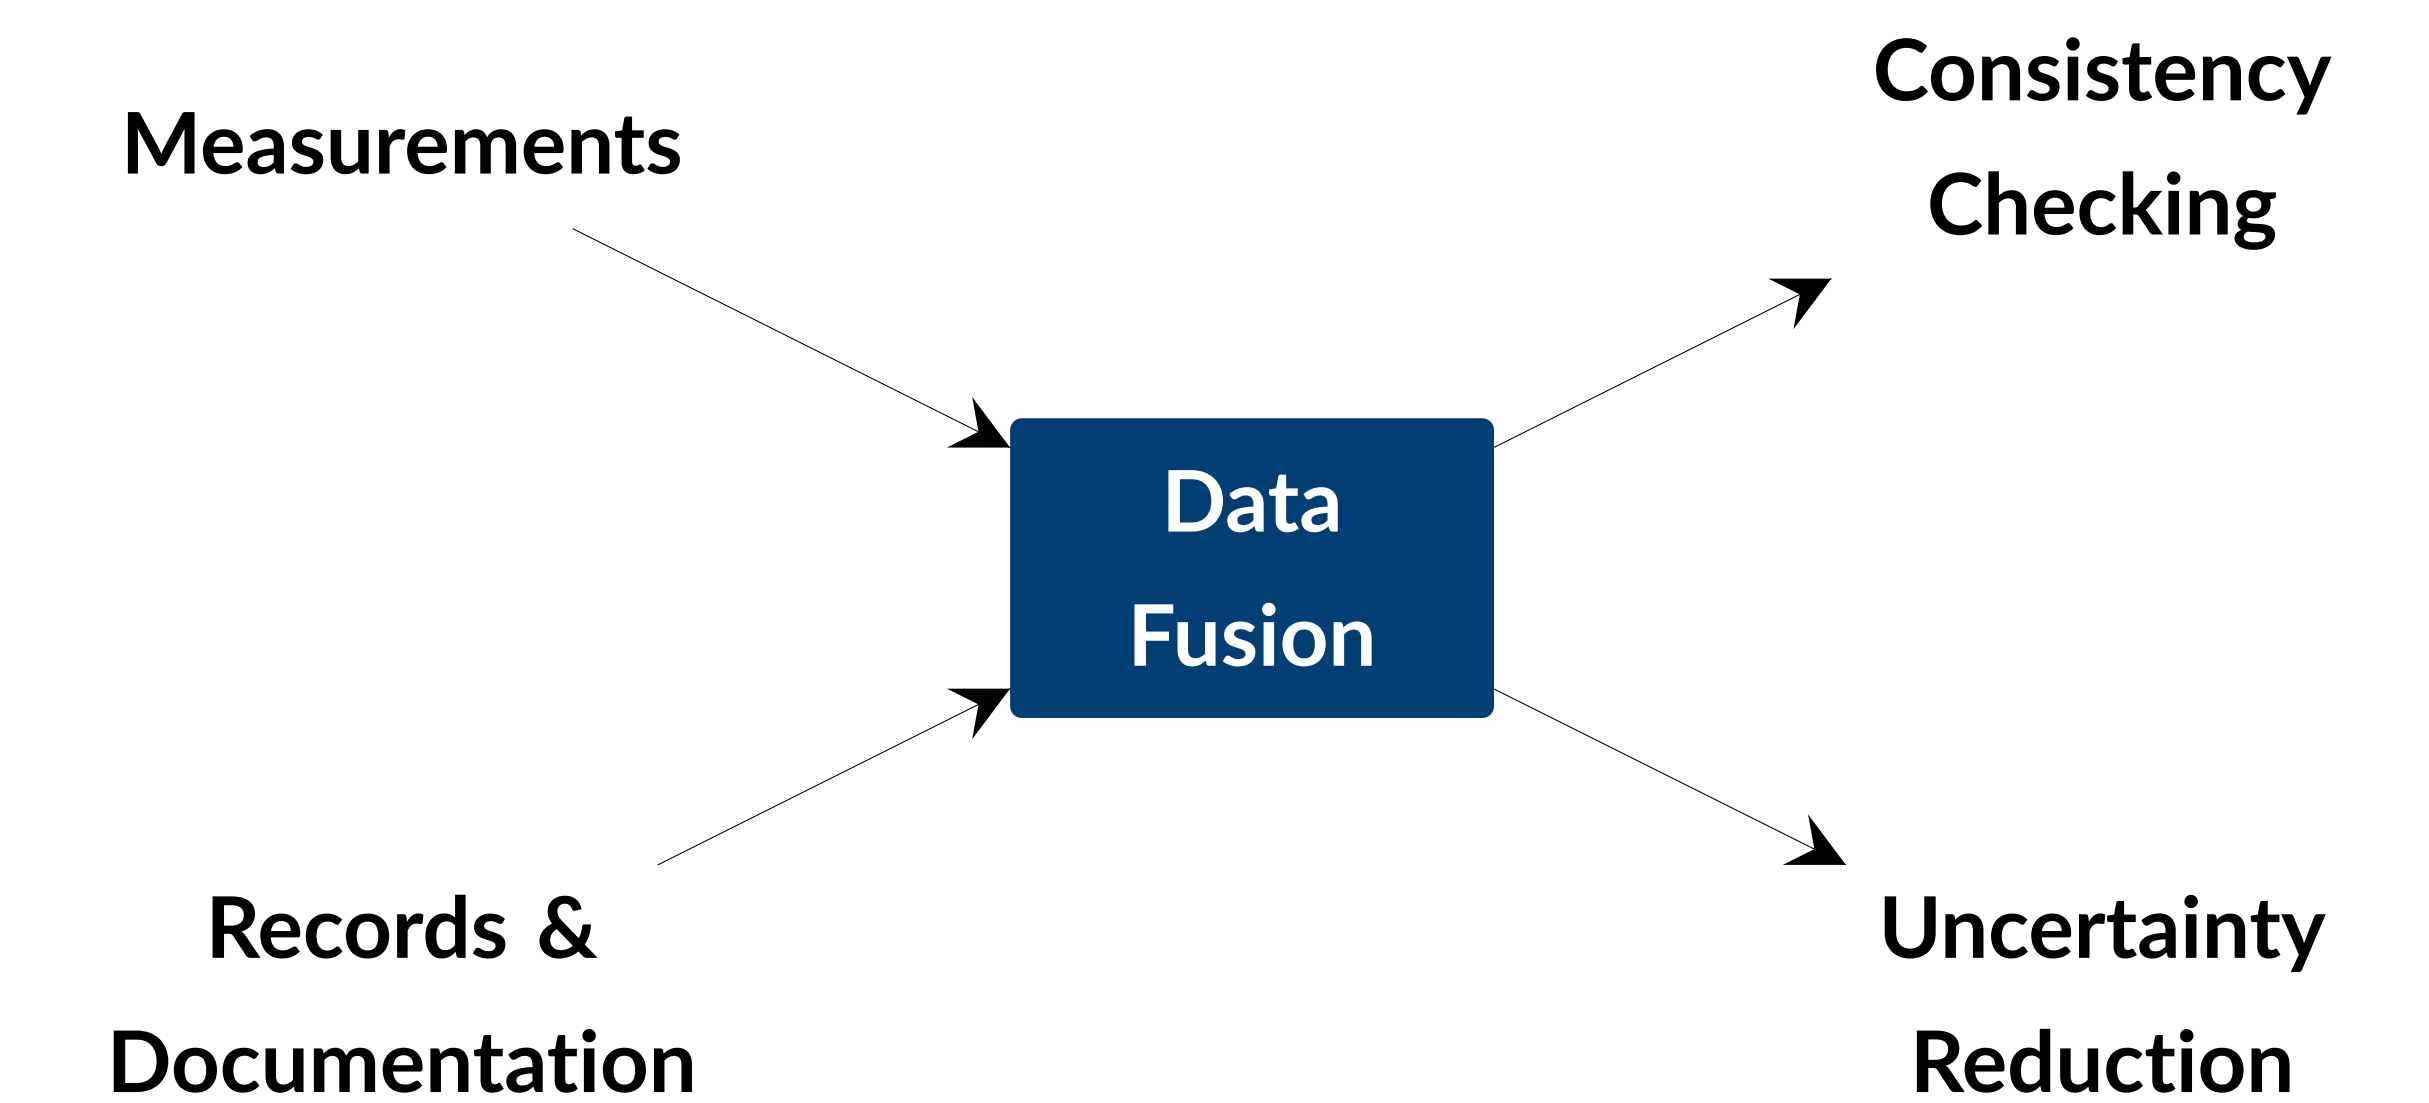 Measurements
Consistency
Checking
Data
Fusion
Records &
Documentation
Uncertainty
Reduction